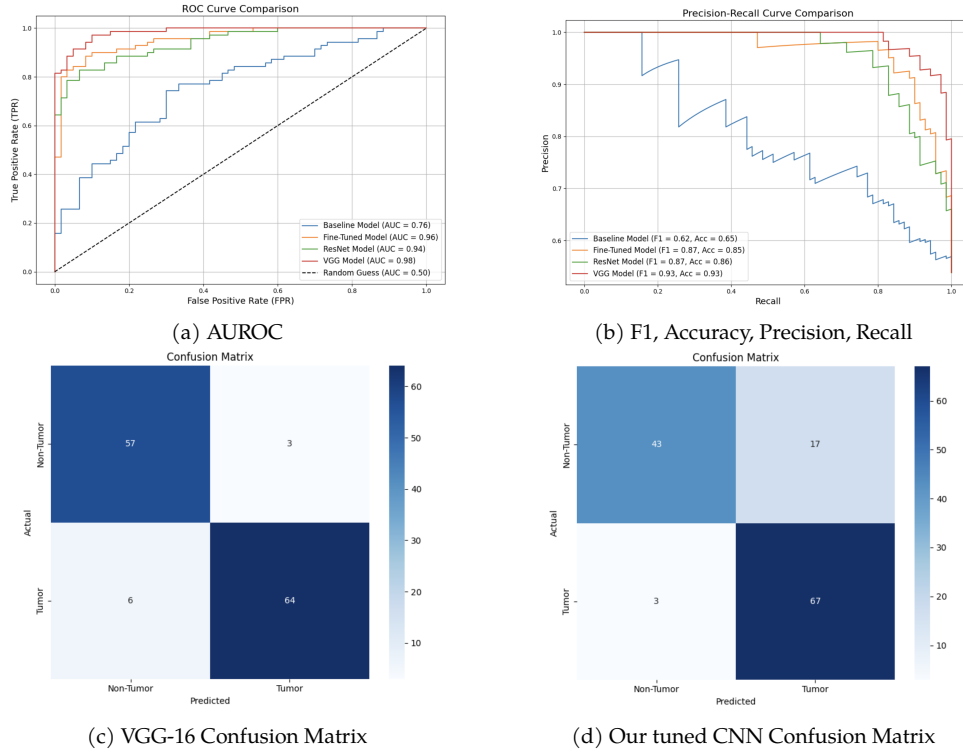 ROC Curve Comparison
True Positive Rate (TPR)
1.0
0.8
0.6
0.4
0.2
0.0
0.0 0.2 0.4 0.6 0.8 1.0
False Positive Rate (FPR)
Baseline Model (AUC = 0.76)
Fine-Tuned Model (AUC = 0.96)
ResNet Model (AUC = 0.94)
VGG Model (AUC = 0.98)
Random Guess (AUC = 0.50)
(a) AUROC
Precision-Recall Curve Comparison
Precision
1.0
0.9
0.8
0.7
0.6
0.0 0.2 0.4 0.6 0.8 1.0
Recall
Baseline Model (F1 = 0.62, Acc = 0.65)
Fine-Tuned Model (F1 = 0.87, Acc = 0.85)
ResNet Model (F1 = 0.87, Acc = 0.86)
VGG Model (F1 = 0.93, Acc = 0.93)
(b) F1, Accuracy, Precision, Recall
Confusion Matrix
Actual
Non-Tumor
Tumor
57 3
6 64
Non-Tumor Tumor
Predicted
60
50
40
30
20
10
(c) VGG-16 Confusion Matrix
Confusion Matrix
Actual
Non-Tumor
Tumor
43 17
3 67
Non-Tumor Tumor
Predicted
60
50
40
30
20
10
(d) Our tuned CNN Confusion Matrix